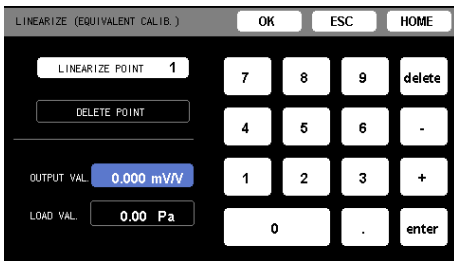 LINEARIZE (EQUIVALENT CALIB.)
OK
ESC
HOME
LINEARIZE POINT 1
DELETE POINT
OUTPUT VAL. 0.000 mV/V
LOAD VAL. 0.00 Pa
7 8 9 delete
4 5 6 -
1 2 3 +
0 . enter